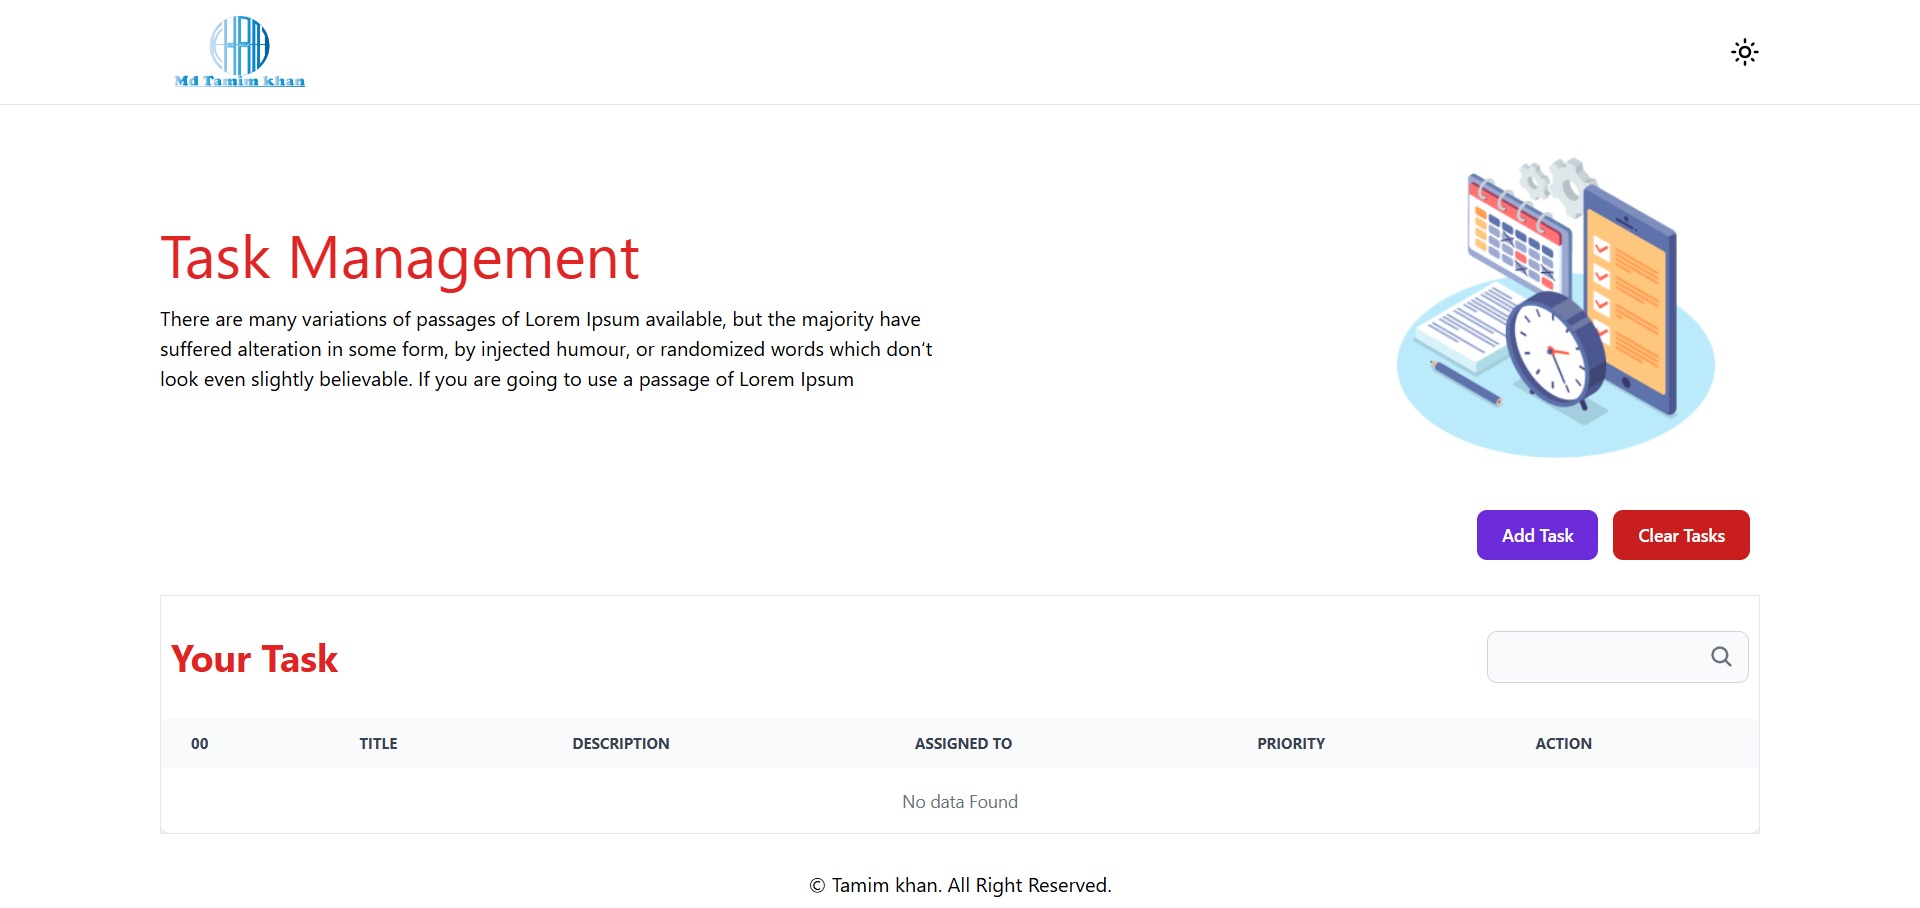 Md Tamim khan
Task Management
There are many variations of passages of Lorem Ipsum available, but the majority have
suffered alteration in some form, by injected humour, or randomized words which don't
look even slightly believable. If you are going to use a passage of Lorem Ipsum
Add Task Clear Tasks
Your Task
00 TITLE DESCRIPTION ASSIGNED TO PRIORITY ACTION
No data Found
© Tamim khan. All Right Reserved.